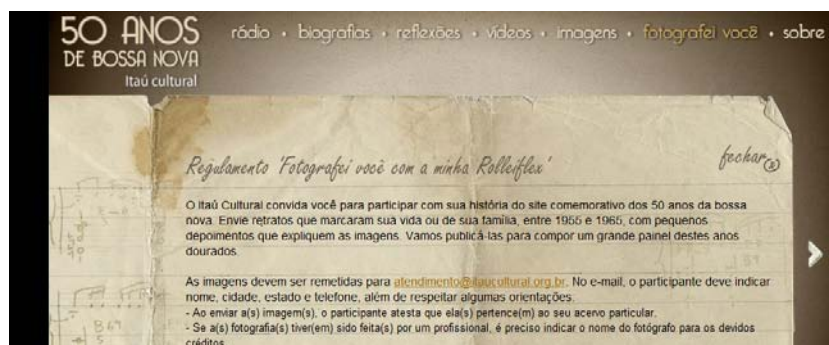 50 ANOS
DE BOSSA NOVA
Itaú cultural
rádio • biografias • reflexões • vídeos • imagens • fotografei você • sobre
Regulamento 'Fotografei você com a minha Rolleiflex'
fechar(x)
O Itaú Cultural convida você para participar com sua história do site comemorativo dos 50 anos da bossa
nova. Envie retratos que marcaram sua vida ou de sua família, entre 1955 e 1965, com pequenos
depoimentos que expliquem as imagens. Vamos publicá-las para compor um grande painel destes anos
dourados.
As imagens devem ser remetidas para atendimento@itaucultural.org.br. No e-mail, o participante deve indicar
nome, cidade, estado e telefone, além de respeitar algumas orientações.
- Ao enviar a(s) imagem(s), o participante atesta que ela(s) pertence(m) ao seu acervo particular.
- Se a(s) fotografia(s) tiver(em) sido feita(s) por um profissional, é preciso indicar o nome do fotógrafo para os devidos
créditos.